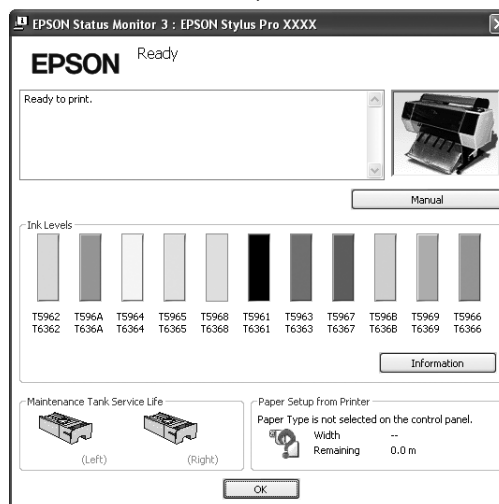 EPSON Status Monitor 3 : EPSON Stylus Pro XXXX
EPSON
Ready
Ready to print.
Manual
Ink Levels
T5962 T596A T5964 T5965 T5968 T5961 T5963 T5967 T596B T5969 T5966
T6362 T636A T6364 T6365 T6368 T6361 T6363 T6367 T636B T6369 T6366
Information
Maintenance Tank Service Life
(Left) (Right)
Paper Setup from Printer
Paper Type is not selected on the control panel.
Width --
Remaining 0.0 m
OK